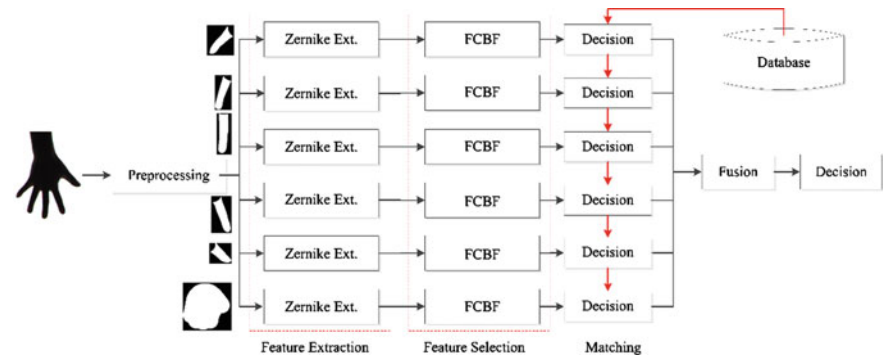 Zernike Ext. FCBF Decision
Database
Zernike Ext. FCBF Decision
Zernike Ext. FCBF Decision
Preprocessing Fusion Decision
Zernike Ext. FCBF Decision
Zernike Ext. FCBF Decision
Zernike Ext. FCBF Decision
Feature Extraction Feature Selection Matching